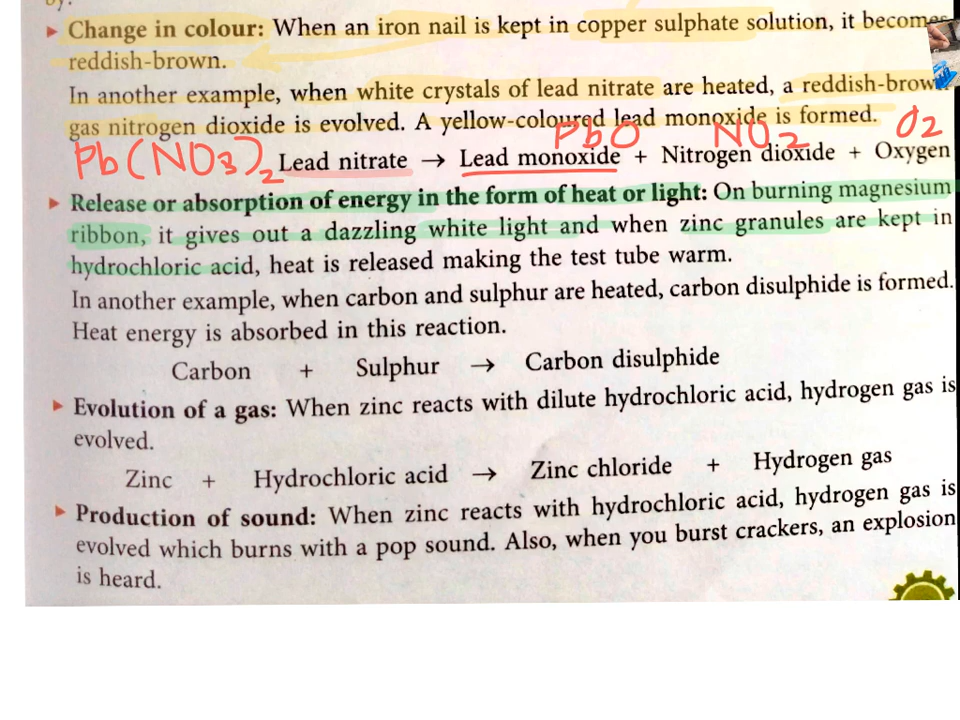 ▸ Change in colour: When an iron nail is kept in copper sulphate solution, it becomes
reddish-brown.
In another example, when white crystals of lead nitrate are heated, a reddish-brown
gas nitrogen dioxide is evolved. A yellow-coloured lead monoxide is formed.
PbO NO2 O2
Pb(NO3)2 Lead nitrate → Lead monoxide + Nitrogen dioxide + Oxygen
▸ Release or absorption of energy in the form of heat or light: On burning magnesium
ribbon, it gives out a dazzling white light and when zinc granules are kept in
hydrochloric acid, heat is released making the test tube warm.
In another example, when carbon and sulphur are heated, carbon disulphide is formed.
Heat energy is absorbed in this reaction.
Carbon + Sulphur → Carbon disulphide
▸ Evolution of a gas: When zinc reacts with dilute hydrochloric acid, hydrogen gas is
evolved.
Zinc + Hydrochloric acid → Zinc chloride + Hydrogen gas
▸ Production of sound: When zinc reacts with hydrochloric acid, hydrogen gas is
evolved which burns with a pop sound. Also, when you burst crackers, an explosion
is heard.